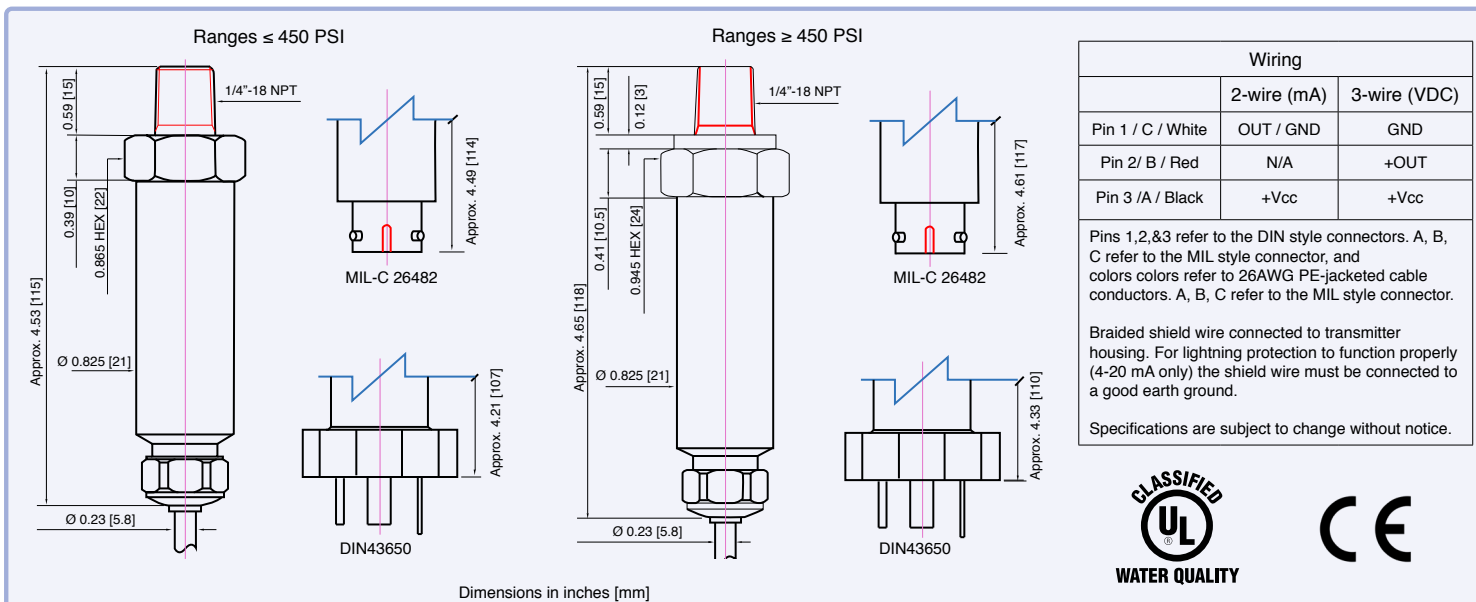 Ranges ≤ 450 PSI
0.59 [15]
1/4”-18 NPT
0.39 [10]
0.865 HEX [22]
Approx. 4.53 [115]
Ø 0.825 [21]
Ø 0.23 [5.8]
Approx. 4.49 [114]
MIL-C 26482
Approx. 4.21 [107]
DIN43650
Ranges ≥ 450 PSI
0.59 [15]
0.12 [3]
1/4”-18 NPT
0.41 [10.5]
0.945 HEX [24]
Approx. 4.65 [118]
Ø 0.825 [21]
Ø 0.23 [5.8]
Approx. 4.61 [117]
MIL-C 26482
Approx. 4.33 [110]
DIN43650
Dimensions in inches [mm]
Wiring
2-wire (mA) 3-wire (VDC)
Pin 1 / C / White OUT / GND GND
Pin 2/ B / Red N/A +OUT
Pin 3 /A / Black +Vcc +Vcc
Pins 1,2,&3 refer to the DIN style connectors. A, B,
C refer to the MIL style connector, and
colors colors refer to 26AWG PE-jacketed cable
conductors. A, B, C refer to the MIL style connector.
Braided shield wire connected to transmitter
housing. For lightning protection to function properly
(4-20 mA only) the shield wire must be connected to
a good earth ground.
Specifications are subject to change without notice.
CLASSIFIED
UL
®
WATER QUALITY
CE